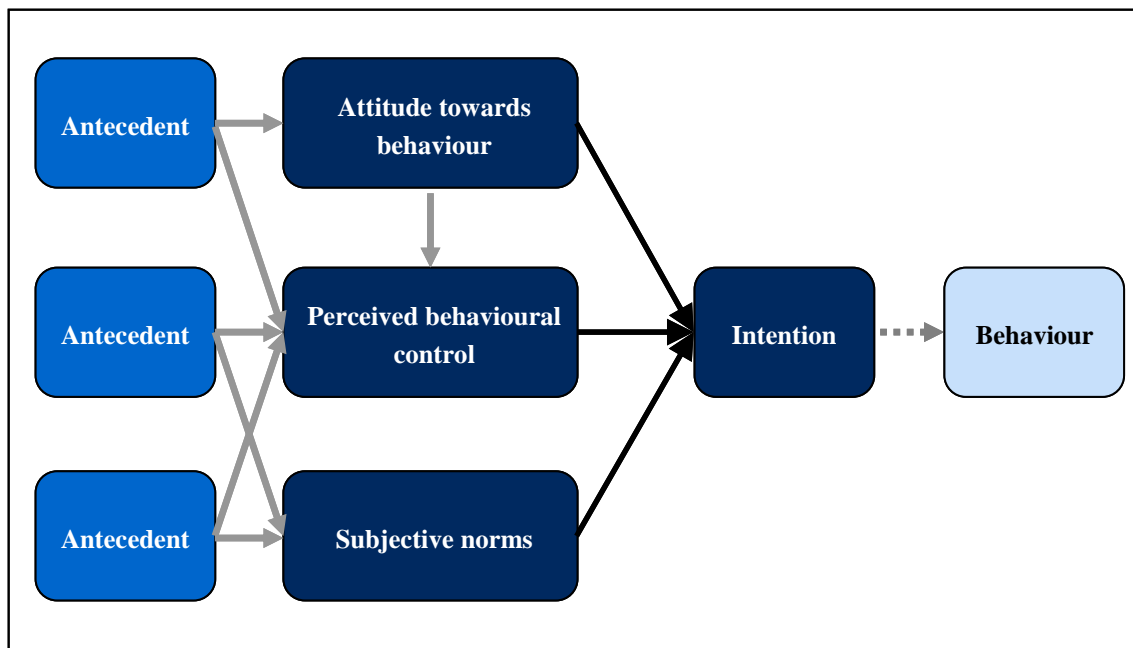 Antecedent
Attitude towards
behaviour
Antecedent
Perceived behavioural
control
Intention
Behaviour
Antecedent
Subjective norms